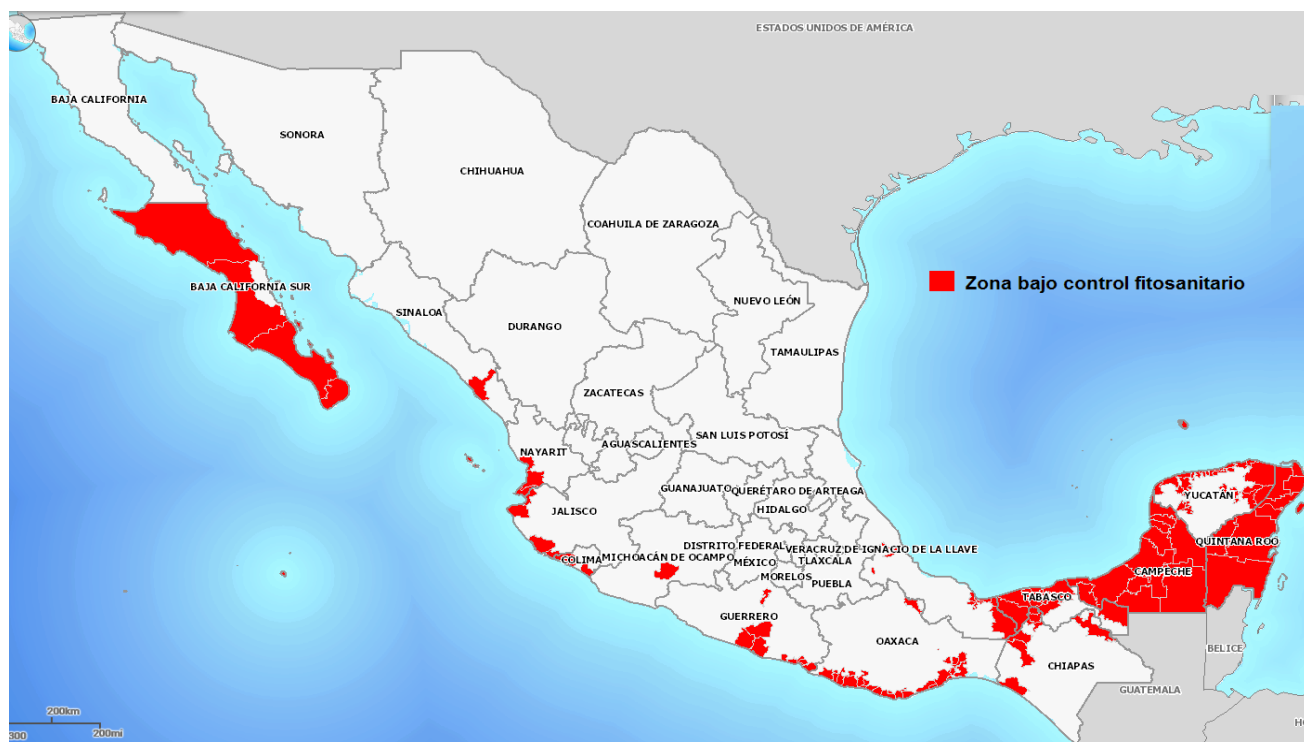 ESTADOS UNIDOS DE AMÉRICA
BAJA CALIFORNIA
SONORA
CHIHUAHUA
COAHUILA DE ZARAGOZA
BAJA CALIFORNIA SUR
Zona bajo control fitosanitario
NUEVO LEÓN
SINALOA
DURANGO
TAMAULIPAS
ZACATECAS
SAN LUIS POTOSÍ
AGUASCALIENTES
NAYARIT
GUANAJUATO
QUERÉTARO DE ARTEAGA
YUCATÁN
HIDALGO
JALISCO
QUINTANA ROO
DISTRITO FEDERAL
VERACRUZ DE IGNACIO DE LA LLAVE
COLIMA
MICHOACÁN DE OCAMPO
MÉXICO
TLAXCALA
CAMPECHE
MORELOS
PUEBLA
TABASCO
GUERRERO
OAXACA
BELICE
CHIAPAS
GUATEMALA
200km
HO
300
200mi